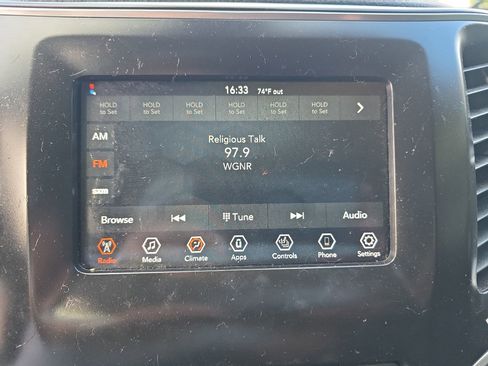 16:33 74°F out
HOLD to Set HOLD to Set HOLD to Set HOLD to Set HOLD to Set HOLD to Set
AM
Religious Talk
FM
97.9
WGNR
Browse Tune Audio
Radio Media Climate Apps Controls Phone Settings